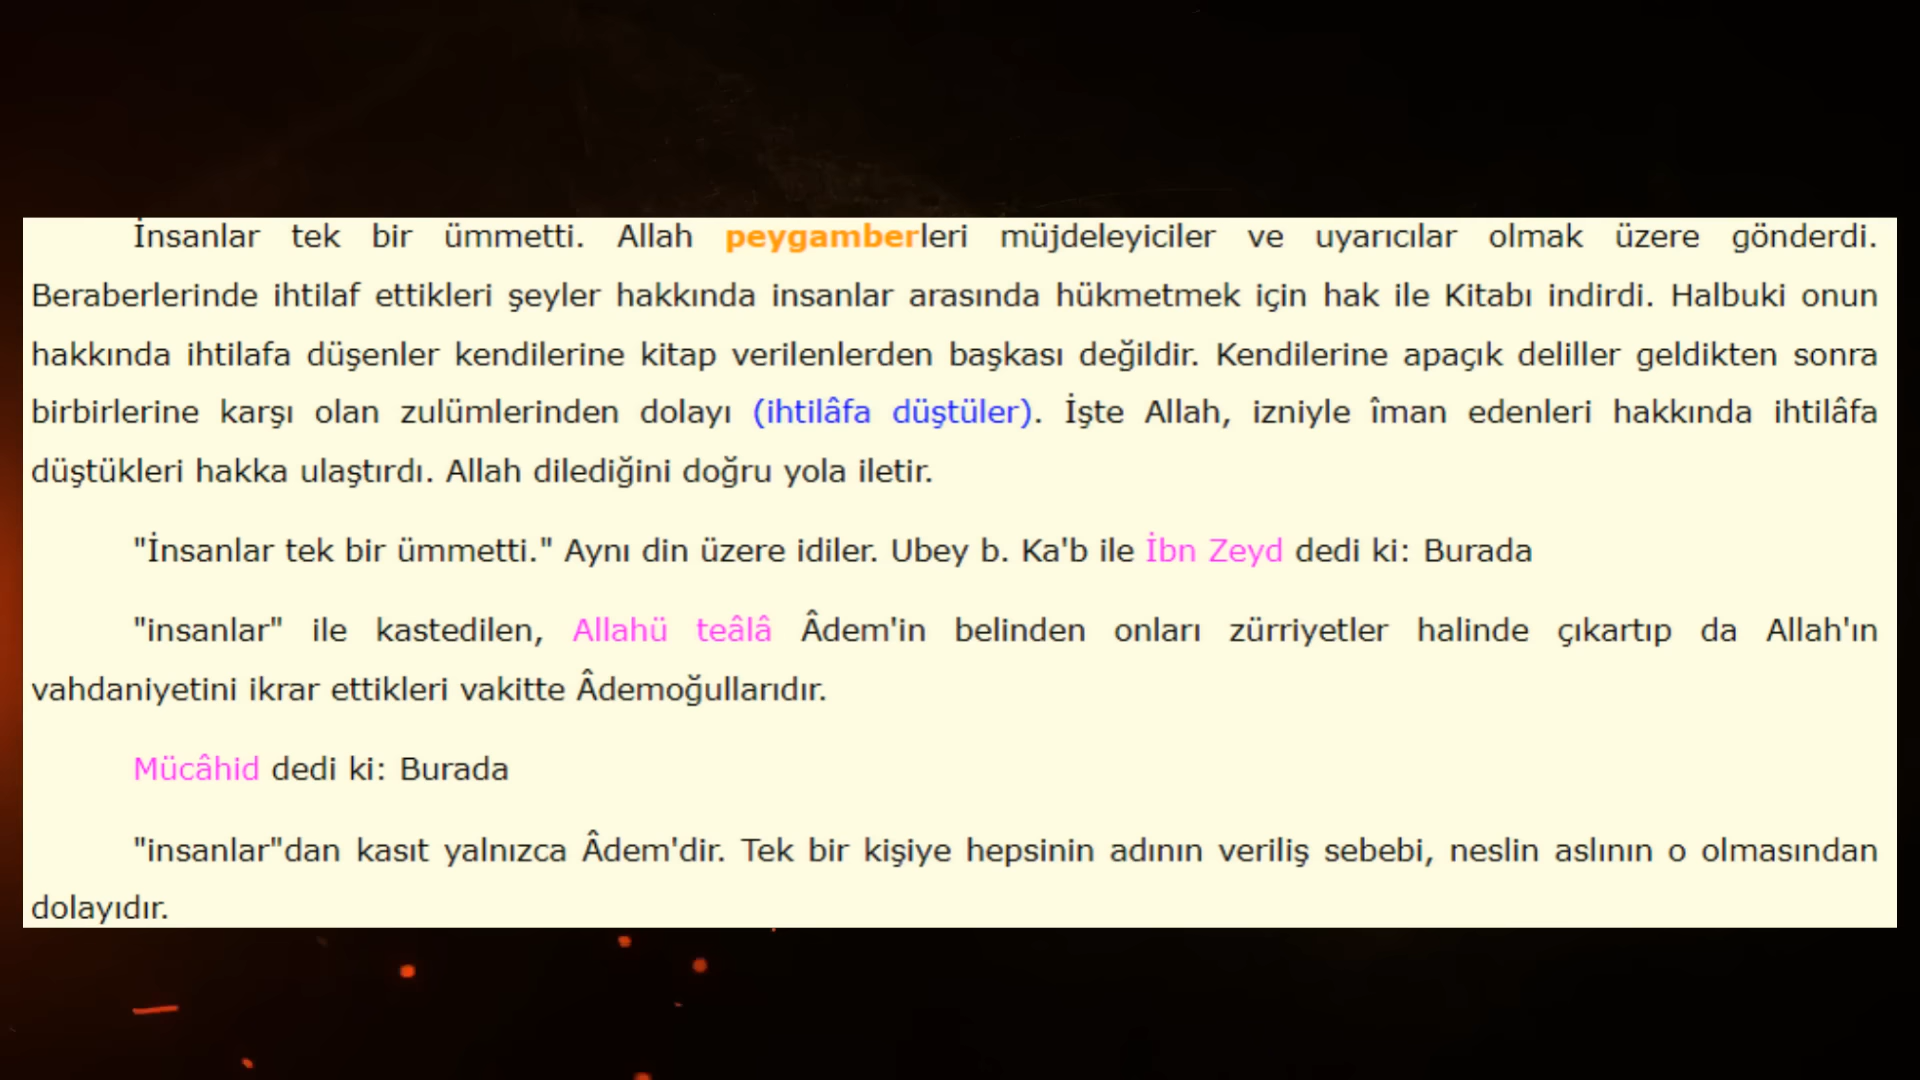 İnsanlar tek bir ümmetti. Allah peygamberleri müjdeleyiciler ve uyarıcılar olmak üzere gönderdi.
Beraberlerinde ihtilaf ettikleri şeyler hakkında insanlar arasında hükmetmek için hak ile Kitabı indirdi. Halbuki onun
hakkında ihtilafa düşenler kendilerine kitap verilenlerden başkası değildir. Kendilerine apaçık deliller geldikten sonra
birbirlerine karşı olan zulümlerinden dolayı (ihtilâfa düştüler). İşte Allah, izniyle îman edenleri hakkında ihtilâfa
düştükleri hakka ulaştırdı. Allah dilediğini doğru yola iletir.
"İnsanlar tek bir ümmetti." Aynı din üzere idiler. Ubey b. Ka'b ile İbn Zeyd dedi ki: Burada
"insanlar" ile kastedilen, Allahü teâlâ Âdem'in belinden onları zürriyetler halinde çıkartıp da Allah'ın
vahdaniyetini ikrar ettikleri vakitte Âdemoğullarıdır.
Mücâhid dedi ki: Burada
"insanlar"dan kasıt yalnızca Âdem'dir. Tek bir kişiye hepsinin adının veriliş sebebi, neslin aslının o olmasından
dolayıdır.